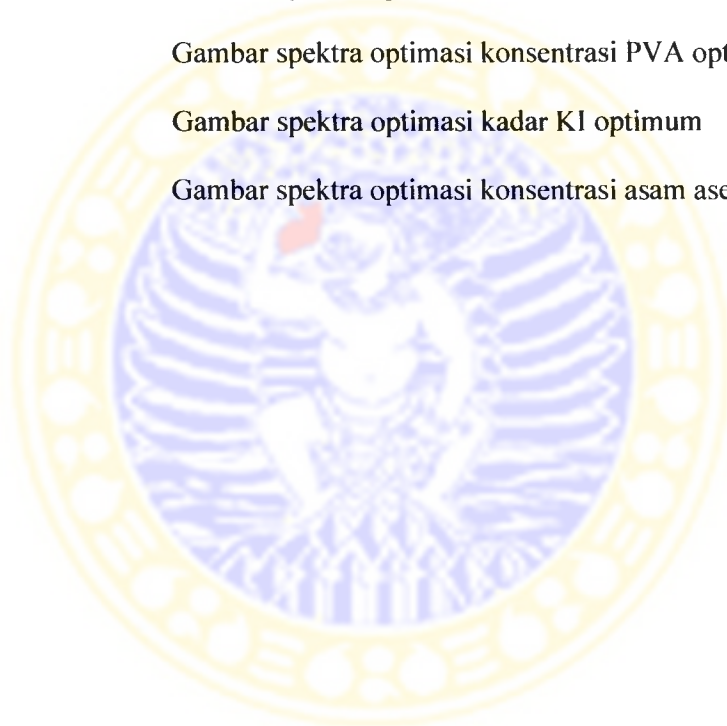 Gambar spektra optimasi konsentrasi PVA opt
Gambar spektra optimasi kadar KI optimum
Gambar spektra optimasi konsentrasi asam ase